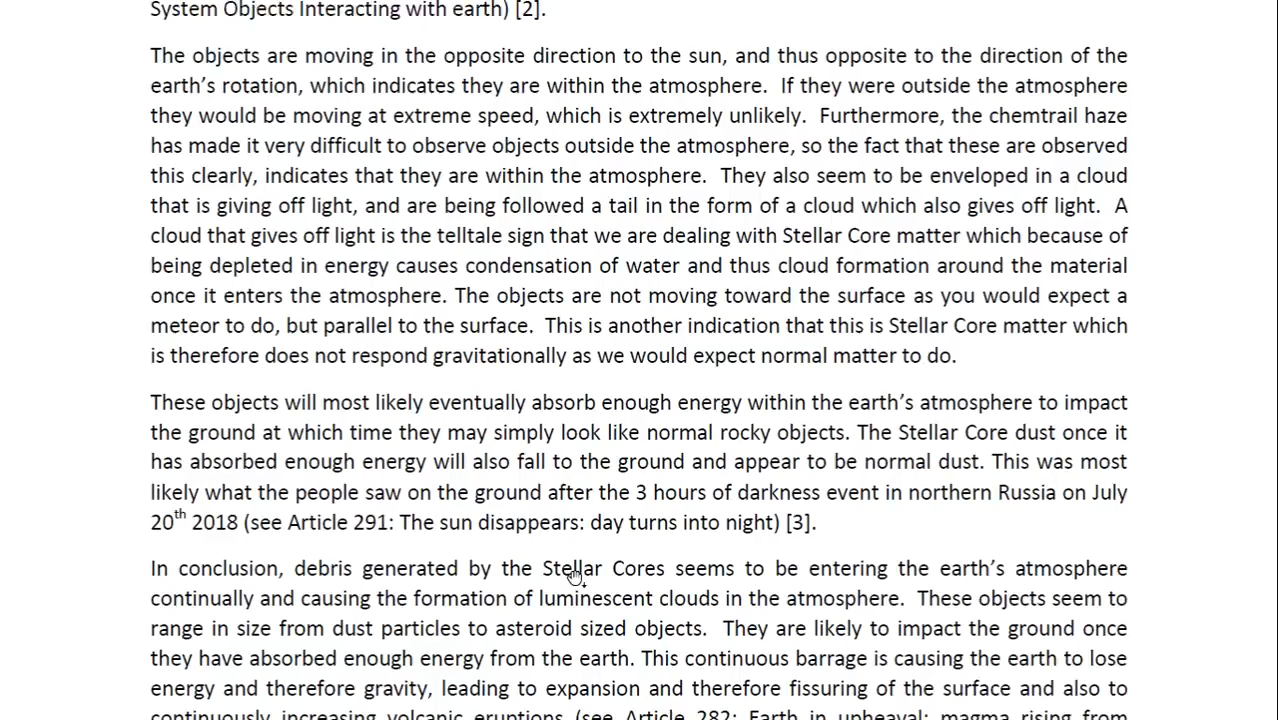 System Objects Interacting with earth) [2].
The objects are moving in the opposite direction to the sun, and thus opposite to the direction of the
earth’s rotation, which indicates they are within the atmosphere. If they were outside the atmosphere
they would be moving at extreme speed, which is extremely unlikely. Furthermore, the chemtrail haze
has made it very difficult to observe objects outside the atmosphere, so the fact that these are observed
this clearly, indicates that they are within the atmosphere. They also seem to be enveloped in a cloud
that is giving off light, and are being followed a tail in the form of a cloud which also gives off light. A
cloud that gives off light is the telltale sign that we are dealing with Stellar Core matter which because of
being depleted in energy causes condensation of water and thus cloud formation around the material
once it enters the atmosphere. The objects are not moving toward the surface as you would expect a
meteor to do, but parallel to the surface. This is another indication that this is Stellar Core matter which
is therefore does not respond gravitationally as we would expect normal matter to do.
These objects will most likely eventually absorb enough energy within the earth’s atmosphere to impact
the ground at which time they may simply look like normal rocky objects. The Stellar Core dust once it
has absorbed enough energy will also fall to the ground and appear to be normal dust. This was most
likely what the people saw on the ground after the 3 hours of darkness event in northern Russia on July
20th 2018 (see Article 291: The sun disappears: day turns into night) [3].
In conclusion, debris generated by the Stellar Cores seems to be entering the earth’s atmosphere
continually and causing the formation of luminescent clouds in the atmosphere. These objects seem to
range in size from dust particles to asteroid sized objects. They are likely to impact the ground once
they have absorbed enough energy from the earth. This continuous barrage is causing the earth to lose
energy and therefore gravity, leading to expansion and therefore fissuring of the surface and also to
continuously increasing volcanic eruptions (see Article 282: Earth in upheaval: magma rising from